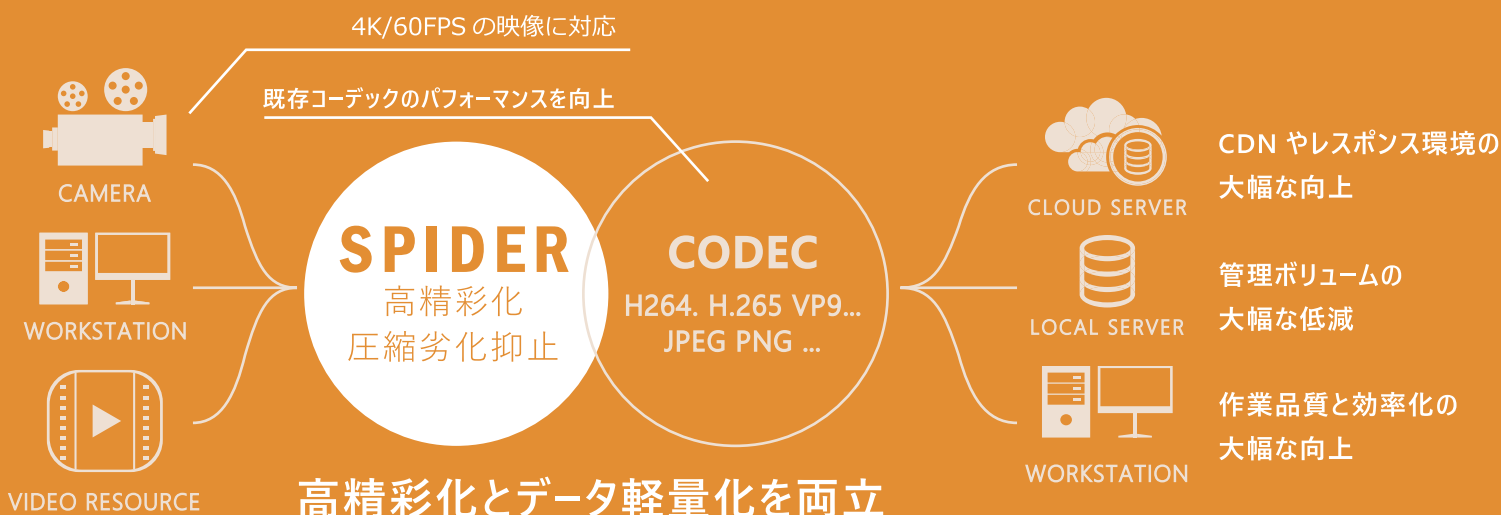 4K/60FPS の映像に対応
既存コーデックのパフォーマンスを向上
CAMERA
WORKSTATION
VIDEO RESOURCE
SPIDER
高精彩化
圧縮劣化抑止
CODEC
H264. H.265 VP9...
JPEG PNG ...
高精彩化とデータ軽量化を両立
CLOUD SERVER
CDN やレスポンス環境の
大幅な向上
LOCAL SERVER
管理ボリュームの
大幅な低減
WORKSTATION
作業品質と効率化の
大幅な向上